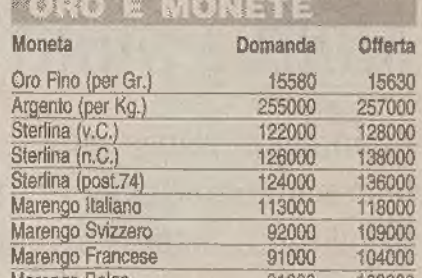 ORO E MONETE
Moneta Domanda Offerta
Oro Fino (per Gr.) 15580 15630
Argento (per Kg.) 255000 257000
Sterlina (v.C.) 122000 128000
Sterlina (n.C.) 126000 138000
Sterlina (post.74) 124000 136000
Marengo Italiano 113000 118000
Marengo Svizzero 92000 109000
Marengo Francese 91000 104000
Marengo